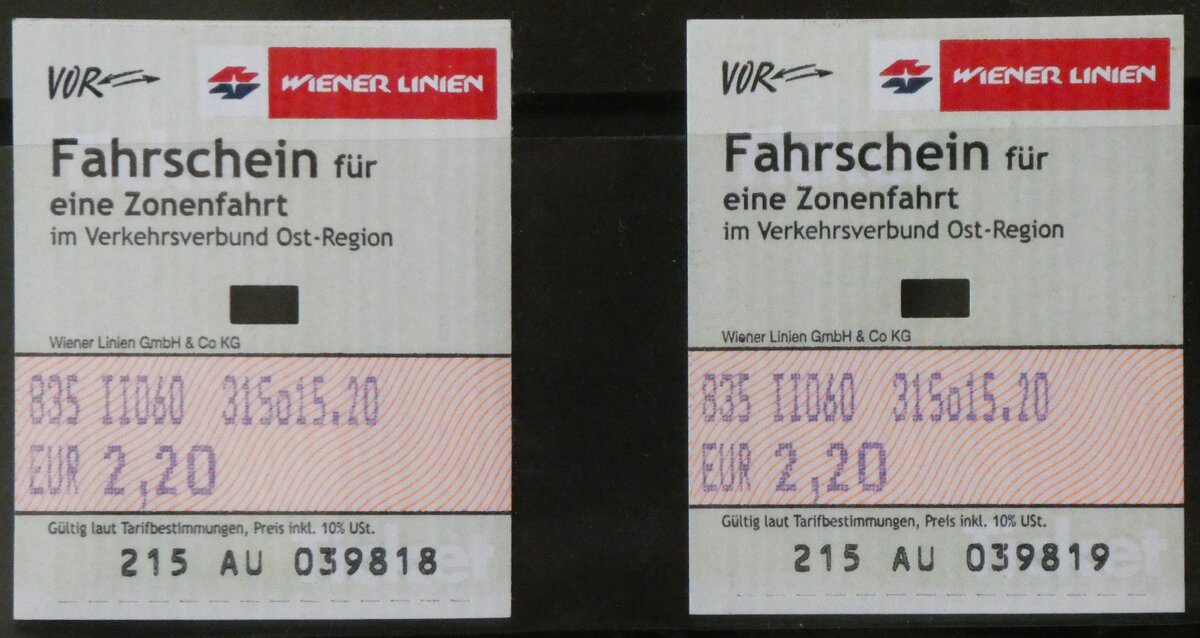 VOR WIENER LINIEN
Fahrschein für
eine Zonenfahrt
im Verkehrsverbund Ost-Region
Wiener Linien GmbH & Co KG
835 II060 31So15.20
EUR 2,20
Gültig laut Tarifbestimmungen, Preis inkl. 10% USt.
215 AU 039818
VOR WIENER LINIEN
Fahrschein für
eine Zonenfahrt
im Verkehrsverbund Ost-Region
Wiener Linien GmbH & Co KG
835 II060 31So15.20
EUR 2,20
Gültig laut Tarifbestimmungen, Preis inkl. 10% USt.
215 AU 039819